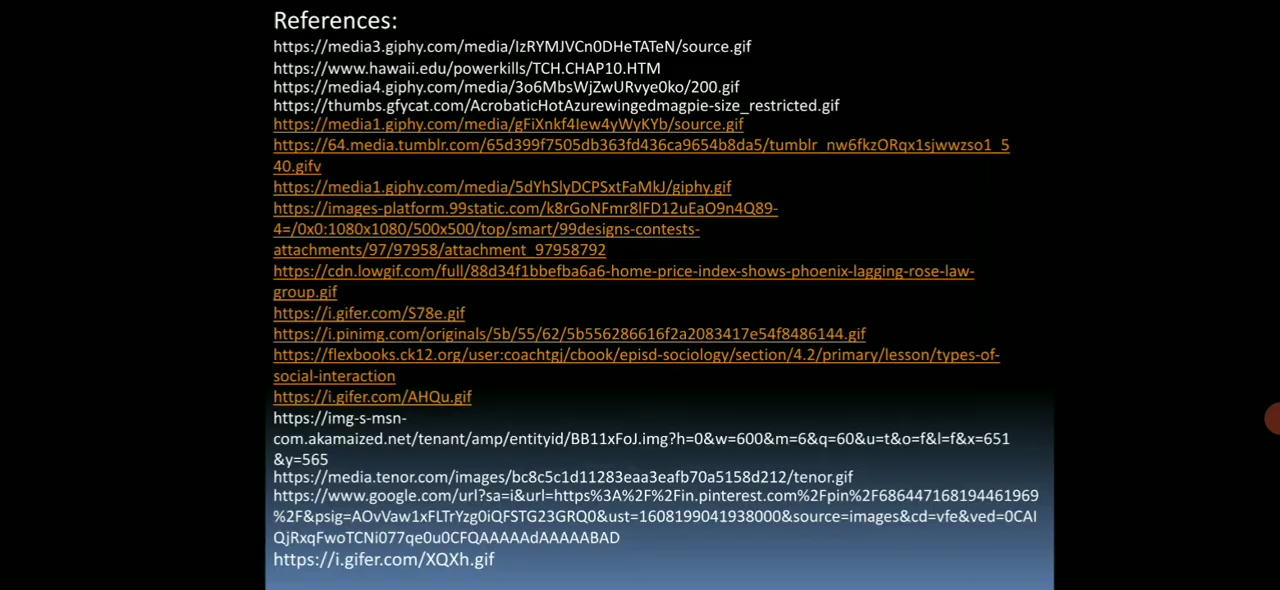 References:
https://media3.giphy.com/media/IzRYMJVCn0DHeTATeN/source.gif
https://www.hawaii.edu/powerkills/TCH.CHAP10.HTM
https://media4.giphy.com/media/3o6MbsWjZwURvye0ko/200.gif
https://thumbs.gfycat.com/AcrobaticHotAzurewingedmagpie-size_restricted.gif
https://media1.giphy.com/media/gFiXnkf4Iew4yWyKYb/source.gif
https://64.media.tumblr.com/65d399f7505db363fd436ca9654b8da5/tumblr_nw6fkzORqx1sjwwzso1_5
40.gifv
https://media1.giphy.com/media/5dYhSlyDCPSxtFaMkJ/giphy.gif
https://images-platform.99static.com/k8rGoNFmr8lFD12uEaO9n4Q89-
4=/0x0:1080x1080/500x500/top/smart/99designs-contests-
attachments/97/97958/attachment_97958792
https://cdn.lowgif.com/full/88d34f1bbefba6a6-home-price-index-shows-phoenix-lagging-rose-law-
group.gif
https://i.gifer.com/S78e.gif
https://i.pinimg.com/originals/5b/55/62/5b556286616f2a2083417e54f8486144.gif
https://flexbooks.ck12.org/user:coachtgj/cbook/episd-sociology/section/4.2/primary/lesson/types-of-
social-interaction
https://i.gifer.com/AHQu.gif
https://img-s-msn-
com.akamaized.net/tenant/amp/entityid/BB11xFoJ.img?h=0&w=600&m=6&q=60&u=t&o=f&l=f&x=651
&y=565
https://media.tenor.com/images/bc8c5c1d11283eaa3eafb70a5158d212/tenor.gif
https://www.google.com/url?sa=i&url=https%3A%2F%2Fin.pinterest.com%2Fpin%2F686447168194461969
%2F&psig=AOvVaw1xFLTrYzg0iQFSTG23GRQ0&ust=1608199041938000&source=images&cd=vfe&ved=0CAI
QjRxqFwoTCNi077qe0u0CFQAAAAAdAAAAABAD
https://i.gifer.com/XQXh.gif